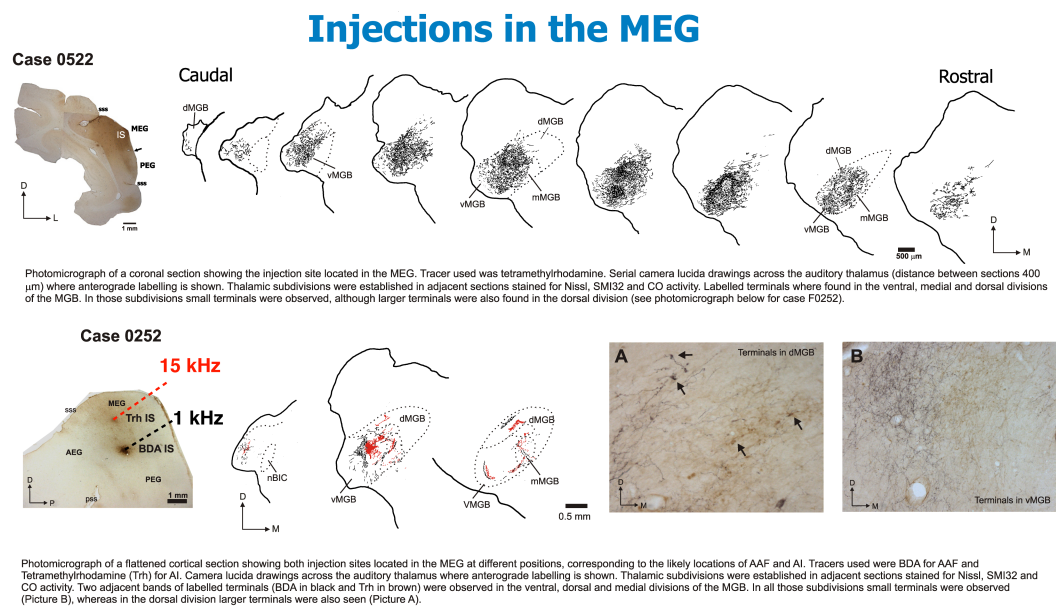 Injections in the MEG
Case 0522
Caudal
Rostral
sss
IS
MEG
PEG
sss
D
L
1 mm
dMGB
vMGB
dMGB
vMGB
mMGB
dMGB
vMGB
mMGB
500 µm
D
M
Photomicrograph of a coronal section showing the injection site located in the MEG. Tracer used was tetramethylrhodamine. Serial camera lucida drawings across the auditory thalamus (distance between sections 400
µm) where anterograde labelling is shown. Thalamic subdivisions were established in adjacent sections stained for Nissl, SMI32 and CO activity. Labelled terminals where found in the ventral, medial and dorsal divisions
of the MGB. In those subdivisions small terminals were observed, although larger terminals were also found in the dorsal division (see photomicrograph below for case F0252).
Case 0252
15 kHz
1 kHz
sss
MEG
Trh IS
BDA IS
AEG
PEG
pss
D
P
1 mm
nBIC
D
M
dMGB
vMGB
dMGB
mMGB
VMGB
0.5 mm
A
Terminals in dMGB
D
M
B
Terminals in vMGB
D
M
Photomicrograph of a flattened cortical section showing both injection sites located in the MEG at different positions, corresponding to the likely locations of AAF and AI. Tracers used were BDA for AAF and
Tetramethylrhodamine (Trh) for AI. Camera lucida drawings across the auditory thalamus where anterograde labelling is shown. Thalamic subdivisions were established in adjacent sections stained for Nissl, SMI32 and
CO activity. Two adjacent bands of labelled terminals (BDA in black and Trh in brown) were observed in the ventral, dorsal and medial divisions of the MGB. In all those subdivisions small terminals were observed
(Picture B), whereas in the dorsal division larger terminals were also seen (Picture A).